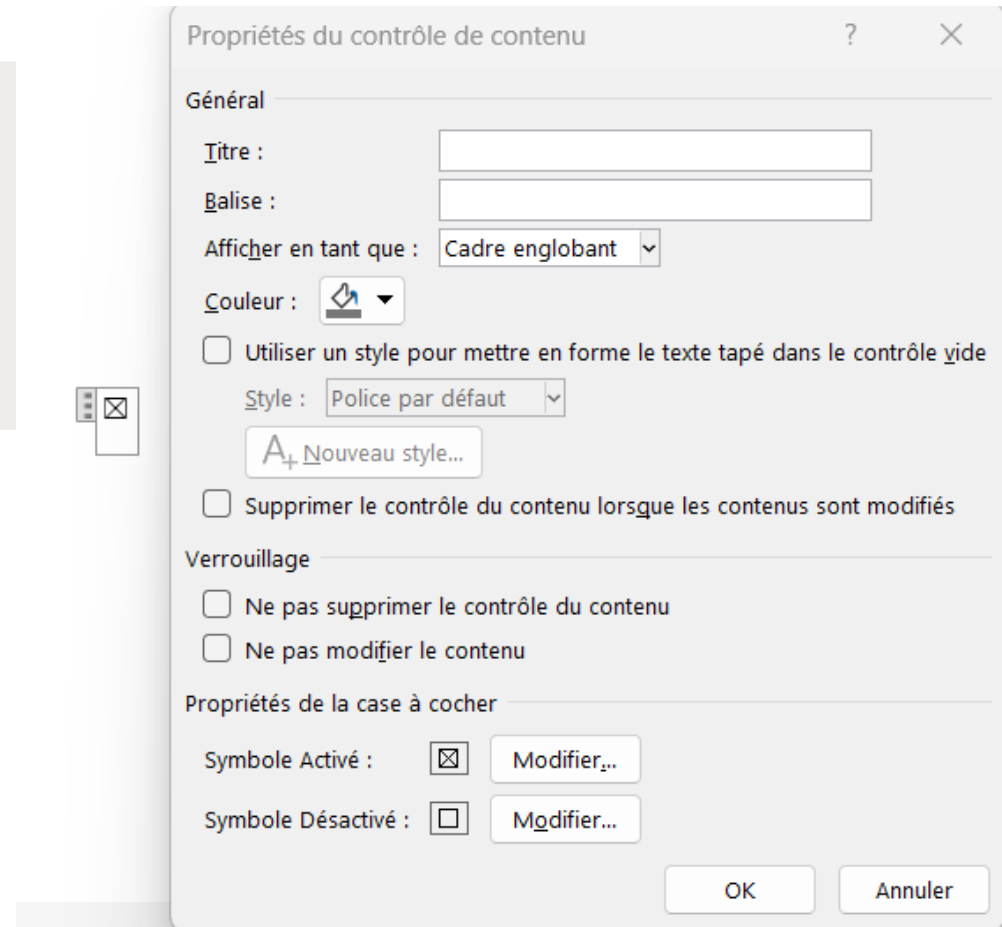 Propriétés du contrôle de contenu ?
Général
Titre :
Balise :
Afficher en tant que : Cadre englobant
Couleur :
Utiliser un style pour mettre en forme le texte tapé dans le contrôle vide
Style : Police par défaut
A+ Nouveau style...
Supprimer le contrôle du contenu lorsque les contenus sont modifiés
Verrouillage
Ne pas supprimer le contrôle du contenu
Ne pas modifier le contenu
Propriétés de la case à cocher
Symbole Activé : ☒ Modifier...
Symbole Désactivé : ☐ Modifier...
OK Annuler